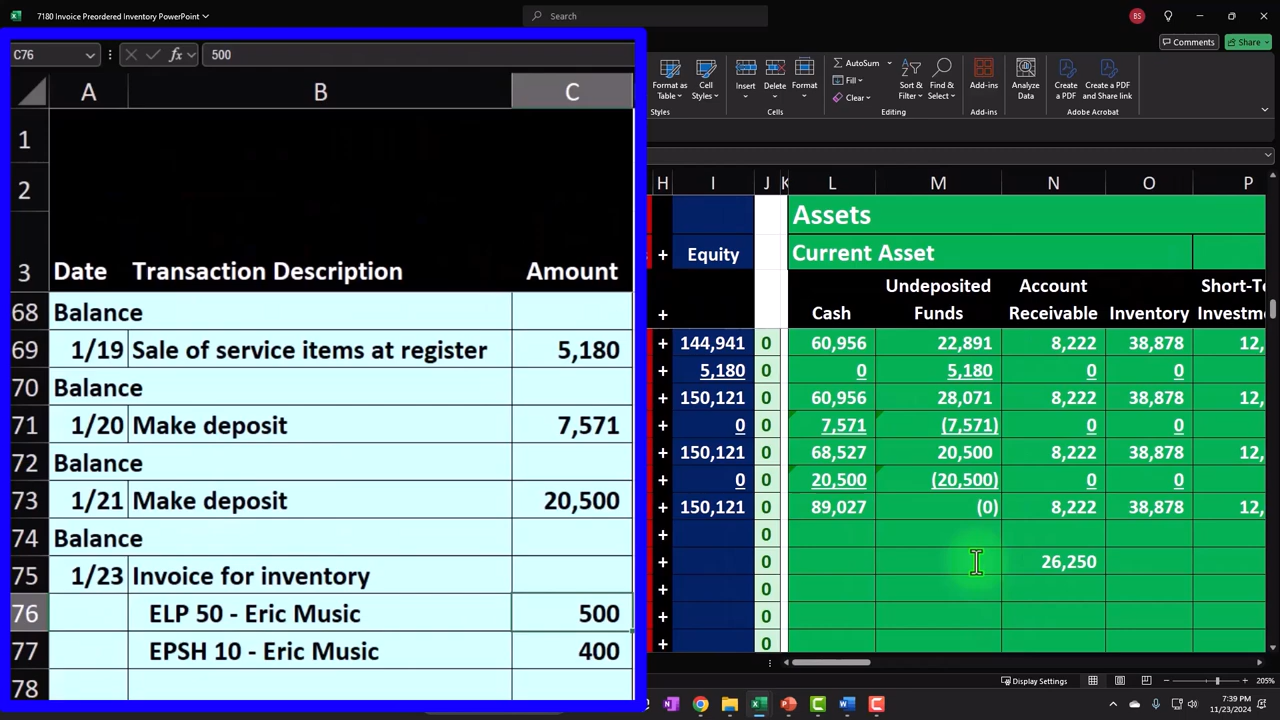 7180 Invoice Preordered Inventory PowerPoint
Search
BS
Comments
Share
C76
fx
500
A B C
1
2
3 Date Transaction Description Amount
68 Balance
69 1/19 Sale of service items at register 5,180
70 Balance
71 1/20 Make deposit 7,571
72 Balance
73 1/21 Make deposit 20,500
74 Balance
75 1/23 Invoice for inventory
76 ELP 50 - Eric Music 500
77 EPSH 10 - Eric Music 400
78
Format as Table
Cell Styles
Insert
Delete
Format
AutoSum
Fill
Clear
Sort & Filter
Find & Select
Add-ins
Analyze Data
Create a PDF
Create a PDF and Share link
Styles
Cells
Editing
Add-ins
Adobe Acrobat
H I J K L M N O P
Assets
+ Equity Current Asset
Undeposited Account Short-Te
+ Cash Funds Receivable Inventory Investm
+ 144,941 0 60,956 22,891 8,222 38,878 12,
+ 5,180 0 0 5,180 0 0
+ 150,121 0 60,956 28,071 8,222 38,878 12,
+ 0 0 7,571 (7,571) 0 0
+ 150,121 0 68,527 20,500 8,222 38,878 12,
+ 0 0 20,500 (20,500) 0 0
+ 150,121 0 89,027 (0) 8,222 38,878 12,
0
+ 0 26,250
+ 0
+ 0
+ 0
Display Settings
205%
7:39 PM
11/23/2024